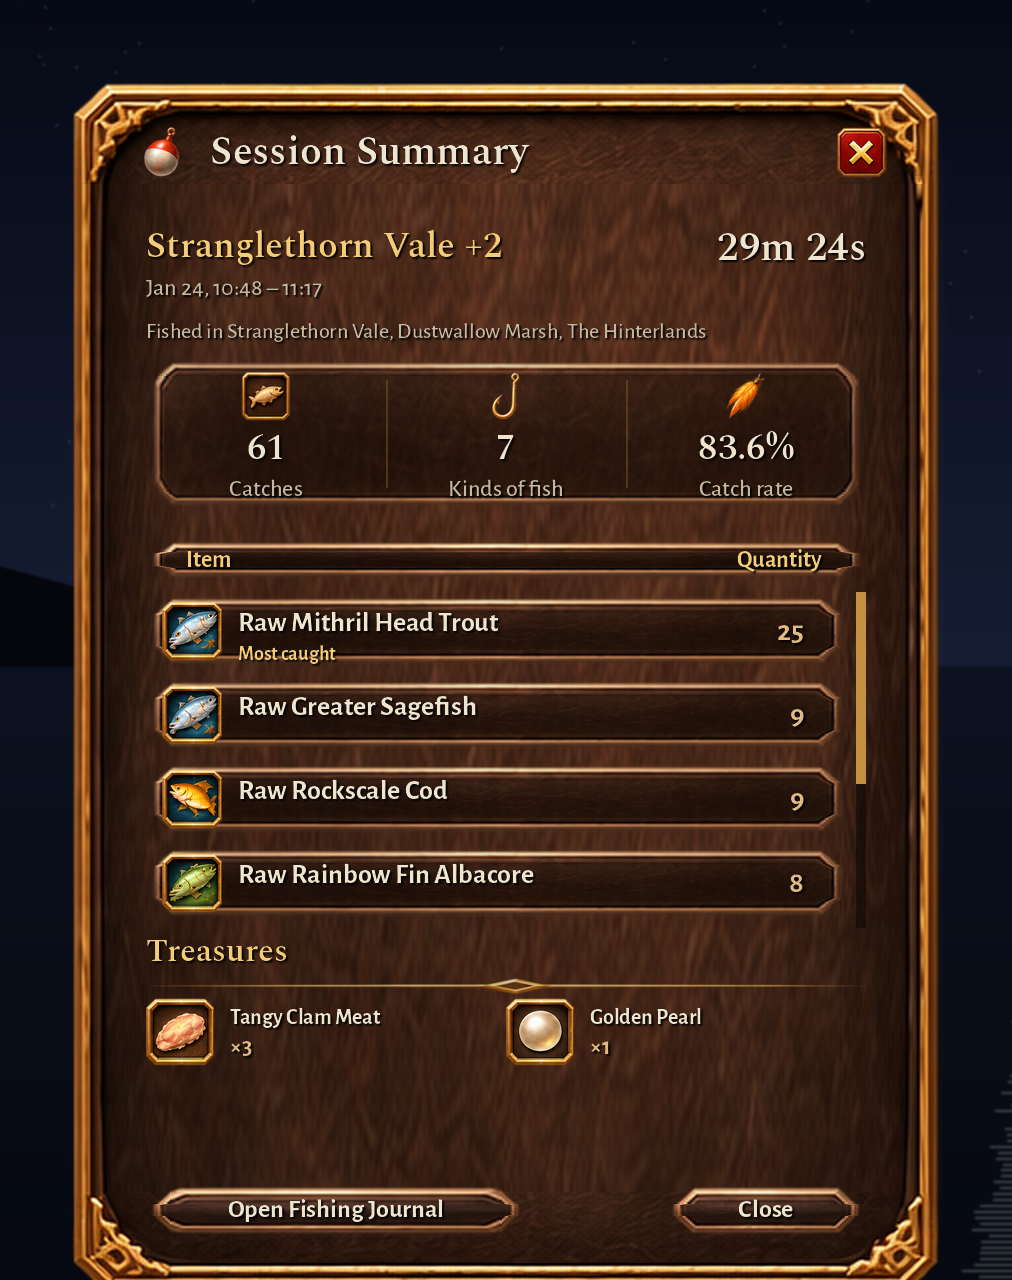 Session Summary
Stranglethorn Vale +2
29m 24s
Jan 24, 10:48 – 11:17
Fished in Stranglethorn Vale, Dustwallow Marsh, The Hinterlands
61
7
83.6%
Catches
Kinds of fish
Catch rate
Item
Quantity
Raw Mithril Head Trout
Most caught
25
Raw Greater Sagefish
9
Raw Rockscale Cod
9
Raw Rainbow Fin Albacore
8
Treasures
Tangy Clam Meat
×3
Golden Pearl
×1
Open Fishing Journal
Close